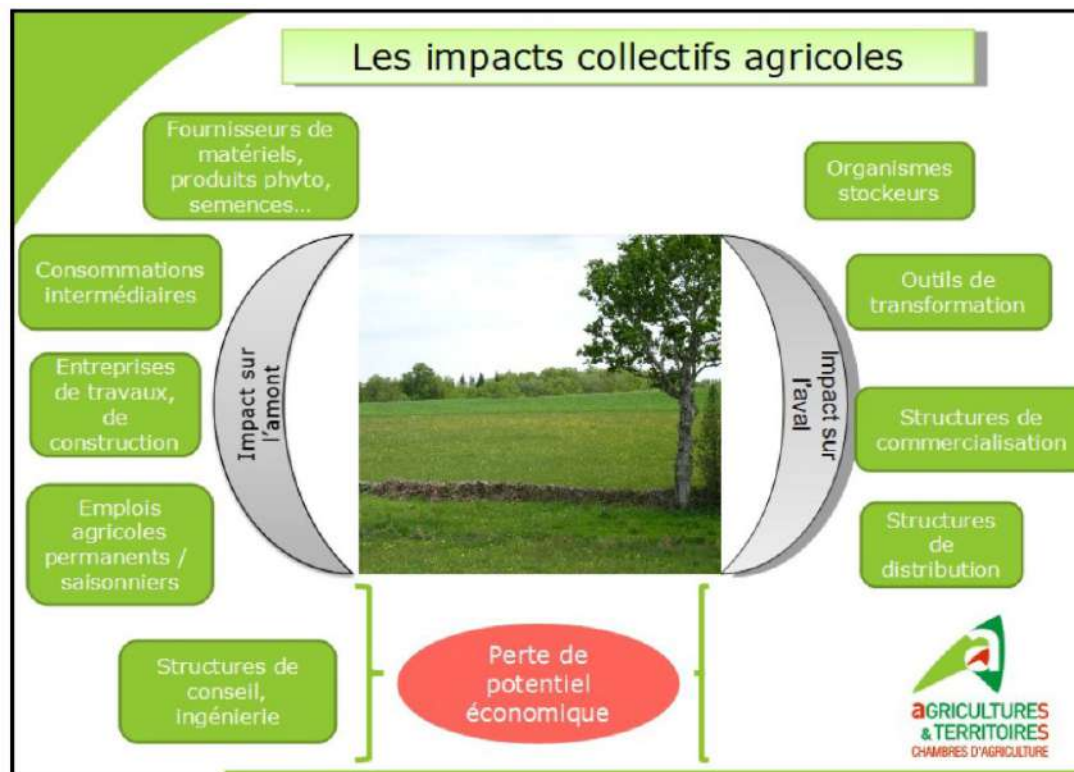 Les impacts collectifs agricoles
Fournisseurs de
matériels,
produits phyto,
semences...
Consommations
intermédiaires
Entreprises
de travaux,
de
construction
Emplois
agricoles
permanents /
saisonniers
Structures de
conseil,
ingénierie
Impact sur
l'amont
Perte de
potentiel
économique
Impact sur
l'aval
Organismes
stockeurs
Outils de
transformation
Structures de
commercialisation
Structures
de
distribution
a
aGRICULTURES
& TERRITOIRES
CHAMBRES D'AGRICULTURE